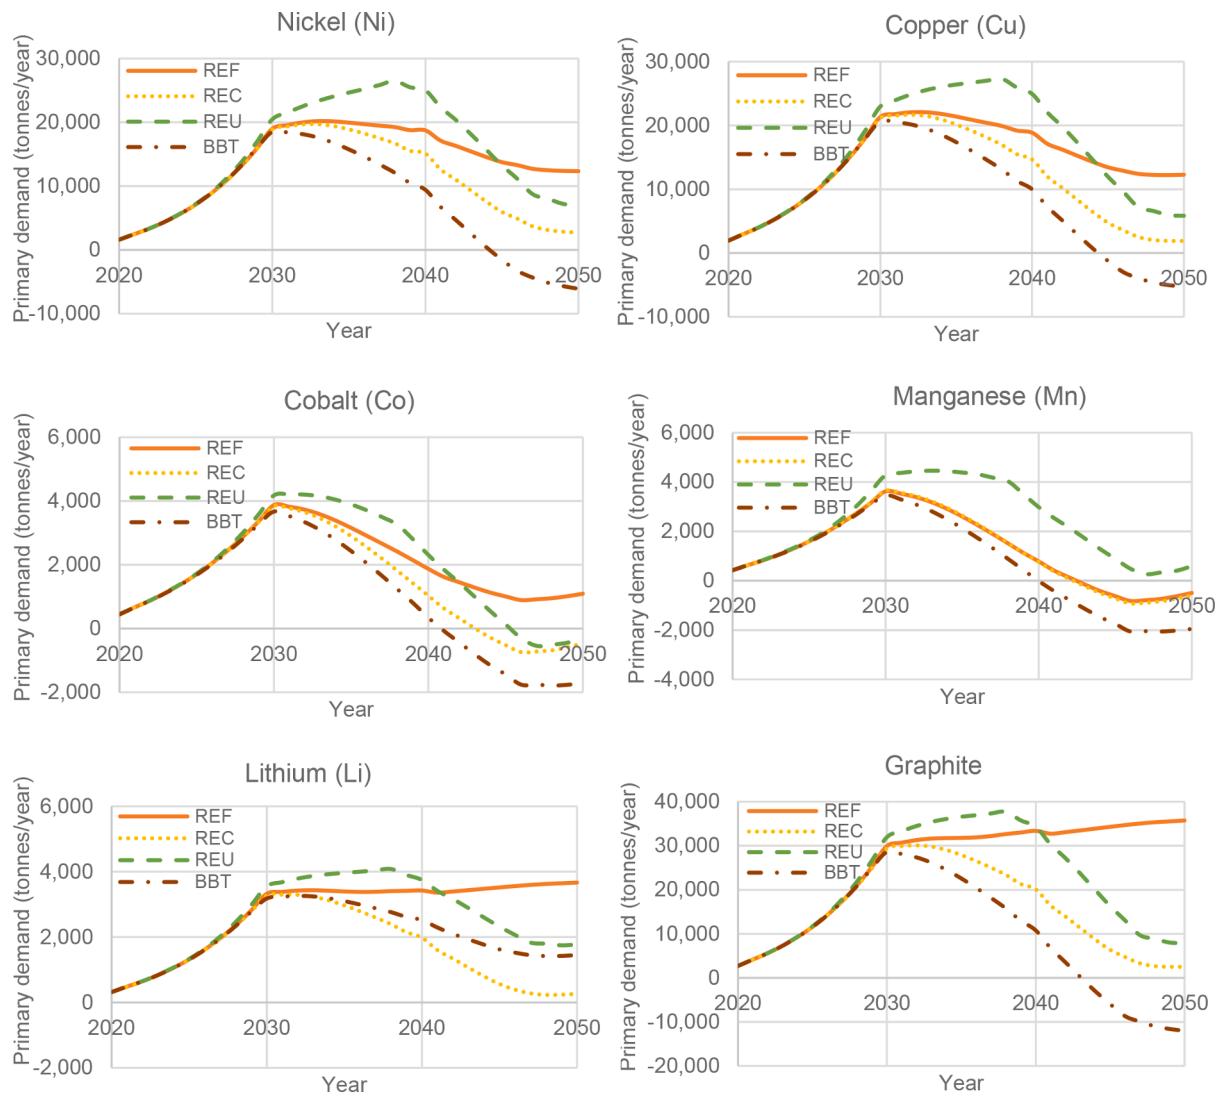 Nickel (Ni)
Primary demand (tonnes/year)
30,000
20,000
10,000
0
-10,000
REF
REC
REU
BBT
2020
2030
2040
2050
Year
Copper (Cu)
Primary demand (tonnes/year)
30,000
20,000
10,000
0
-10,000
REF
REC
REU
BBT
2020
2030
2040
2050
Year
Cobalt (Co)
Primary demand (tonnes/year)
6,000
4,000
2,000
0
-2,000
REF
REC
REU
BBT
2020
2030
2040
2050
Year
Manganese (Mn)
Primary demand (tonnes/year)
6,000
4,000
2,000
0
-2,000
-4,000
REF
REC
REU
BBT
2020
2030
2040
2050
Year
Lithium (Li)
Primary demand (tonnes/year)
6,000
4,000
2,000
0
-2,000
REF
REC
REU
BBT
2020
2030
2040
2050
Year
Graphite
Primary demand (tonnes/year)
40,000
30,000
20,000
10,000
0
-10,000
-20,000
REF
REC
REU
BBT
2020
2030
2040
2050
Year